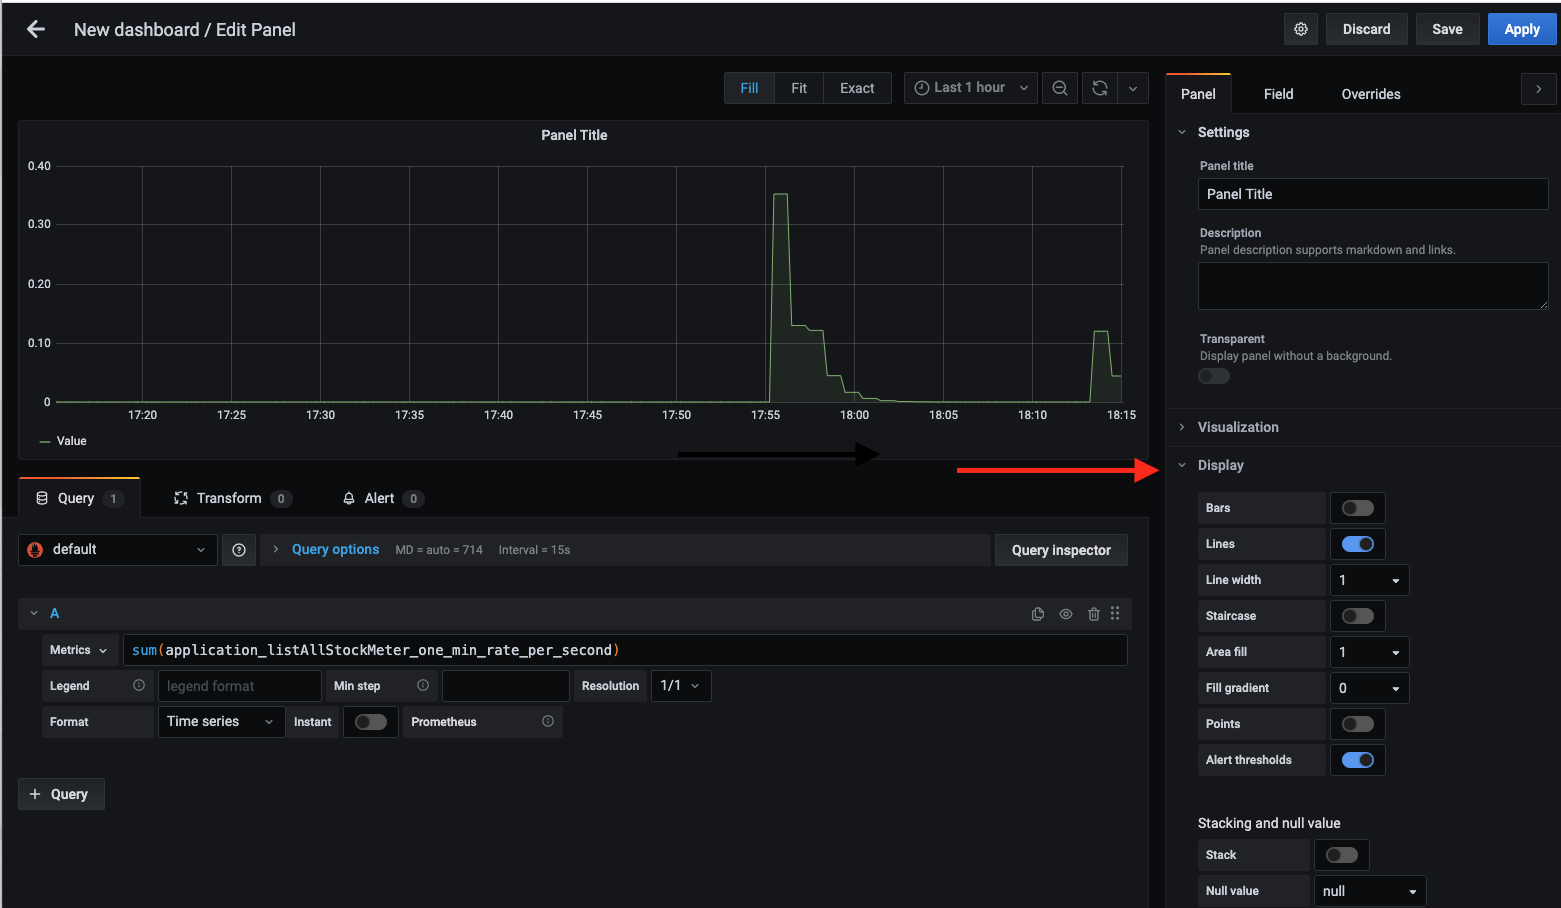 New dashboard / Edit Panel
Discard
Save
Apply
Fill
Fit
Exact
Last 1 hour
Panel Title
0.40
0.30
0.20
0.10
0
17:20
17:25
17:30
17:35
17:40
17:45
17:50
17:55
18:00
18:05
18:10
18:15
Value
Query 1
Transform 0
Alert 0
default
Query options
MD = auto = 714
Interval = 15s
Query inspector
A
Metrics
sum(application_listAllStockMeter_one_min_rate_per_second)
Legend
legend format
Min step
Resolution
1/1
Format
Time series
Instant
Prometheus
+ Query
Panel
Field
Overrides
Settings
Panel title
Panel Title
Description
Panel description supports markdown and links.
Transparent
Display panel without a background.
Visualization
Display
Bars
Lines
Line width
1
Staircase
Area fill
1
Fill gradient
0
Points
Alert thresholds
Stacking and null value
Stack
Null value
null